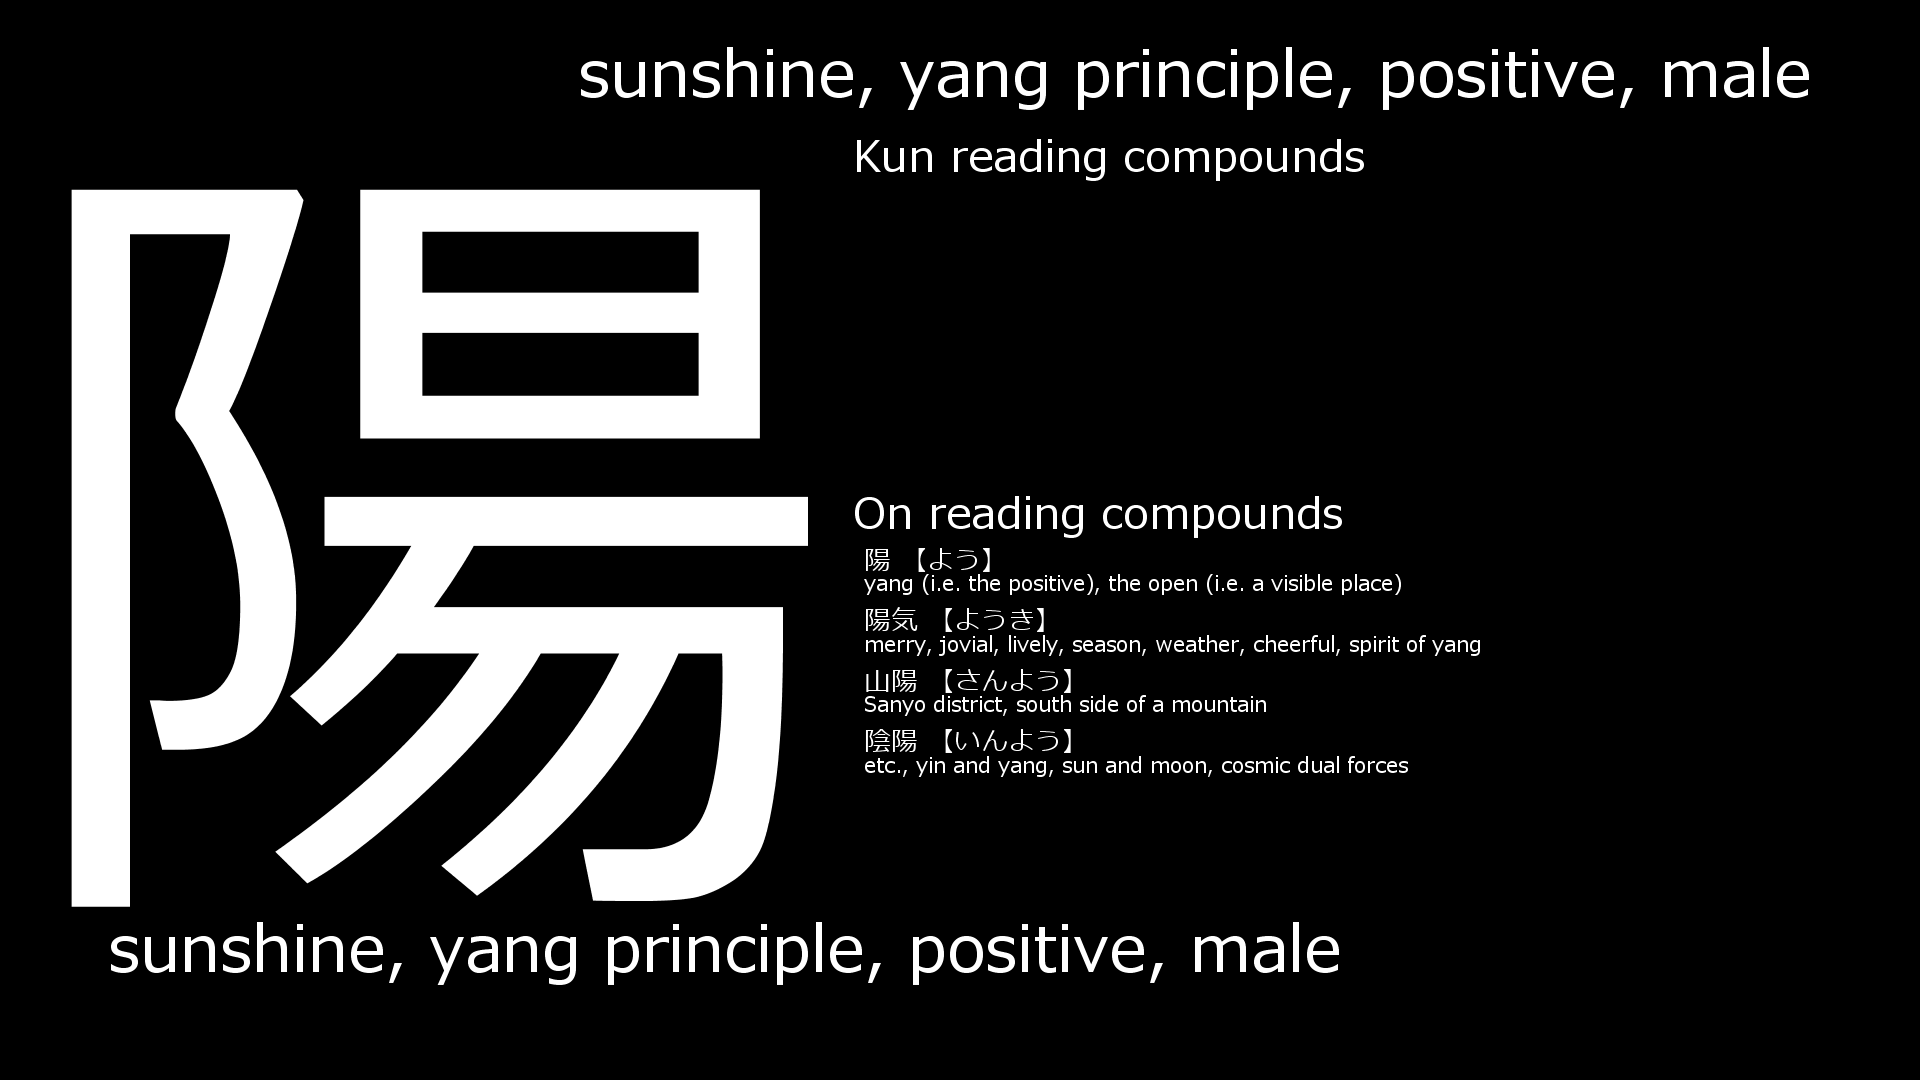 sunshine, yang principle, positive, male
Kun reading compounds
陽
On reading compounds
陽 【よう】
yang (i.e. the positive), the open (i.e. a visible place)
陽気 【ようき】
merry, jovial, lively, season, weather, cheerful, spirit of yang
山陽 【さんよう】
Sanyo district, south side of a mountain
陰陽 【いんよう】
etc., yin and yang, sun and moon, cosmic dual forces
sunshine, yang principle, positive, male